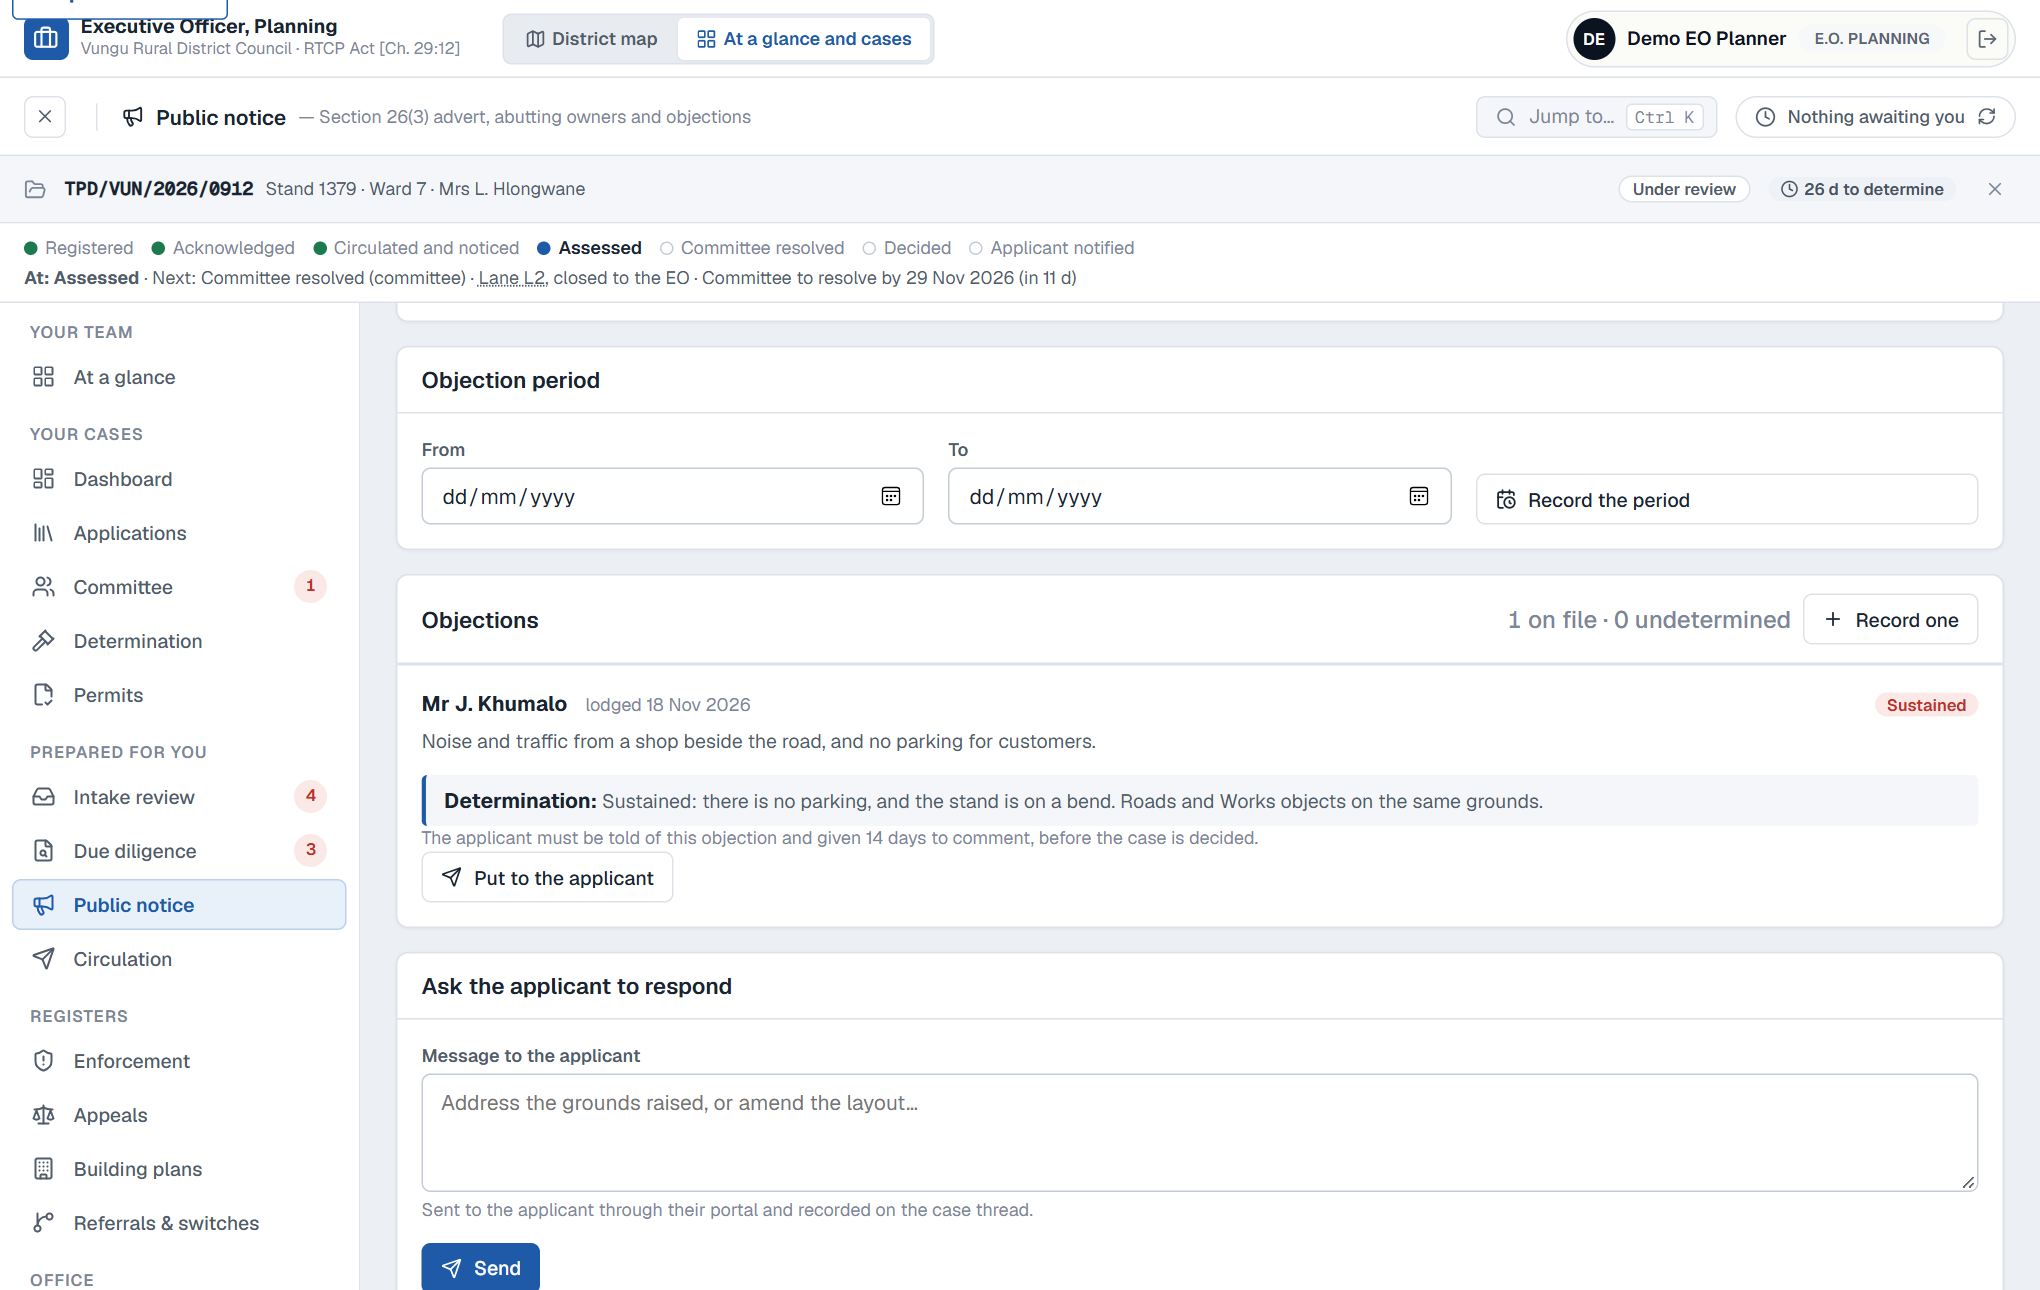 Executive Officer, Planning
Vungu Rural District Council · RTCP Act [Ch. 29:12]
District map
At a glance and cases
DE
Demo EO Planner
E.O. PLANNING
Public notice
— Section 26(3) advert, abutting owners and objections
Jump to...
Ctrl K
Nothing awaiting you
TPD/VUN/2026/0912
Stand 1379 · Ward 7 · Mrs L. Hlongwane
Under review
26 d to determine
Registered
Acknowledged
Circulated and noticed
Assessed
Committee resolved
Decided
Applicant notified
At: Assessed · Next: Committee resolved (committee) · Lane L2, closed to the EO · Committee to resolve by 29 Nov 2026 (in 11 d)
YOUR TEAM
At a glance
YOUR CASES
Dashboard
Applications
Committee
1
Determination
Permits
PREPARED FOR YOU
Intake review
4
Due diligence
3
Public notice
Circulation
REGISTERS
Enforcement
Appeals
Building plans
Referrals & switches
OFFICE
Objection period
From
To
dd/mm/yyyy
dd/mm/yyyy
Record the period
Objections
1 on file · 0 undetermined
Record one
Mr J. Khumalo
lodged 18 Nov 2026
Sustained
Noise and traffic from a shop beside the road, and no parking for customers.
Determination: Sustained: there is no parking, and the stand is on a bend. Roads and Works objects on the same grounds.
The applicant must be told of this objection and given 14 days to comment, before the case is decided.
Put to the applicant
Ask the applicant to respond
Message to the applicant
Address the grounds raised, or amend the layout...
Sent to the applicant through their portal and recorded on the case thread.
Send